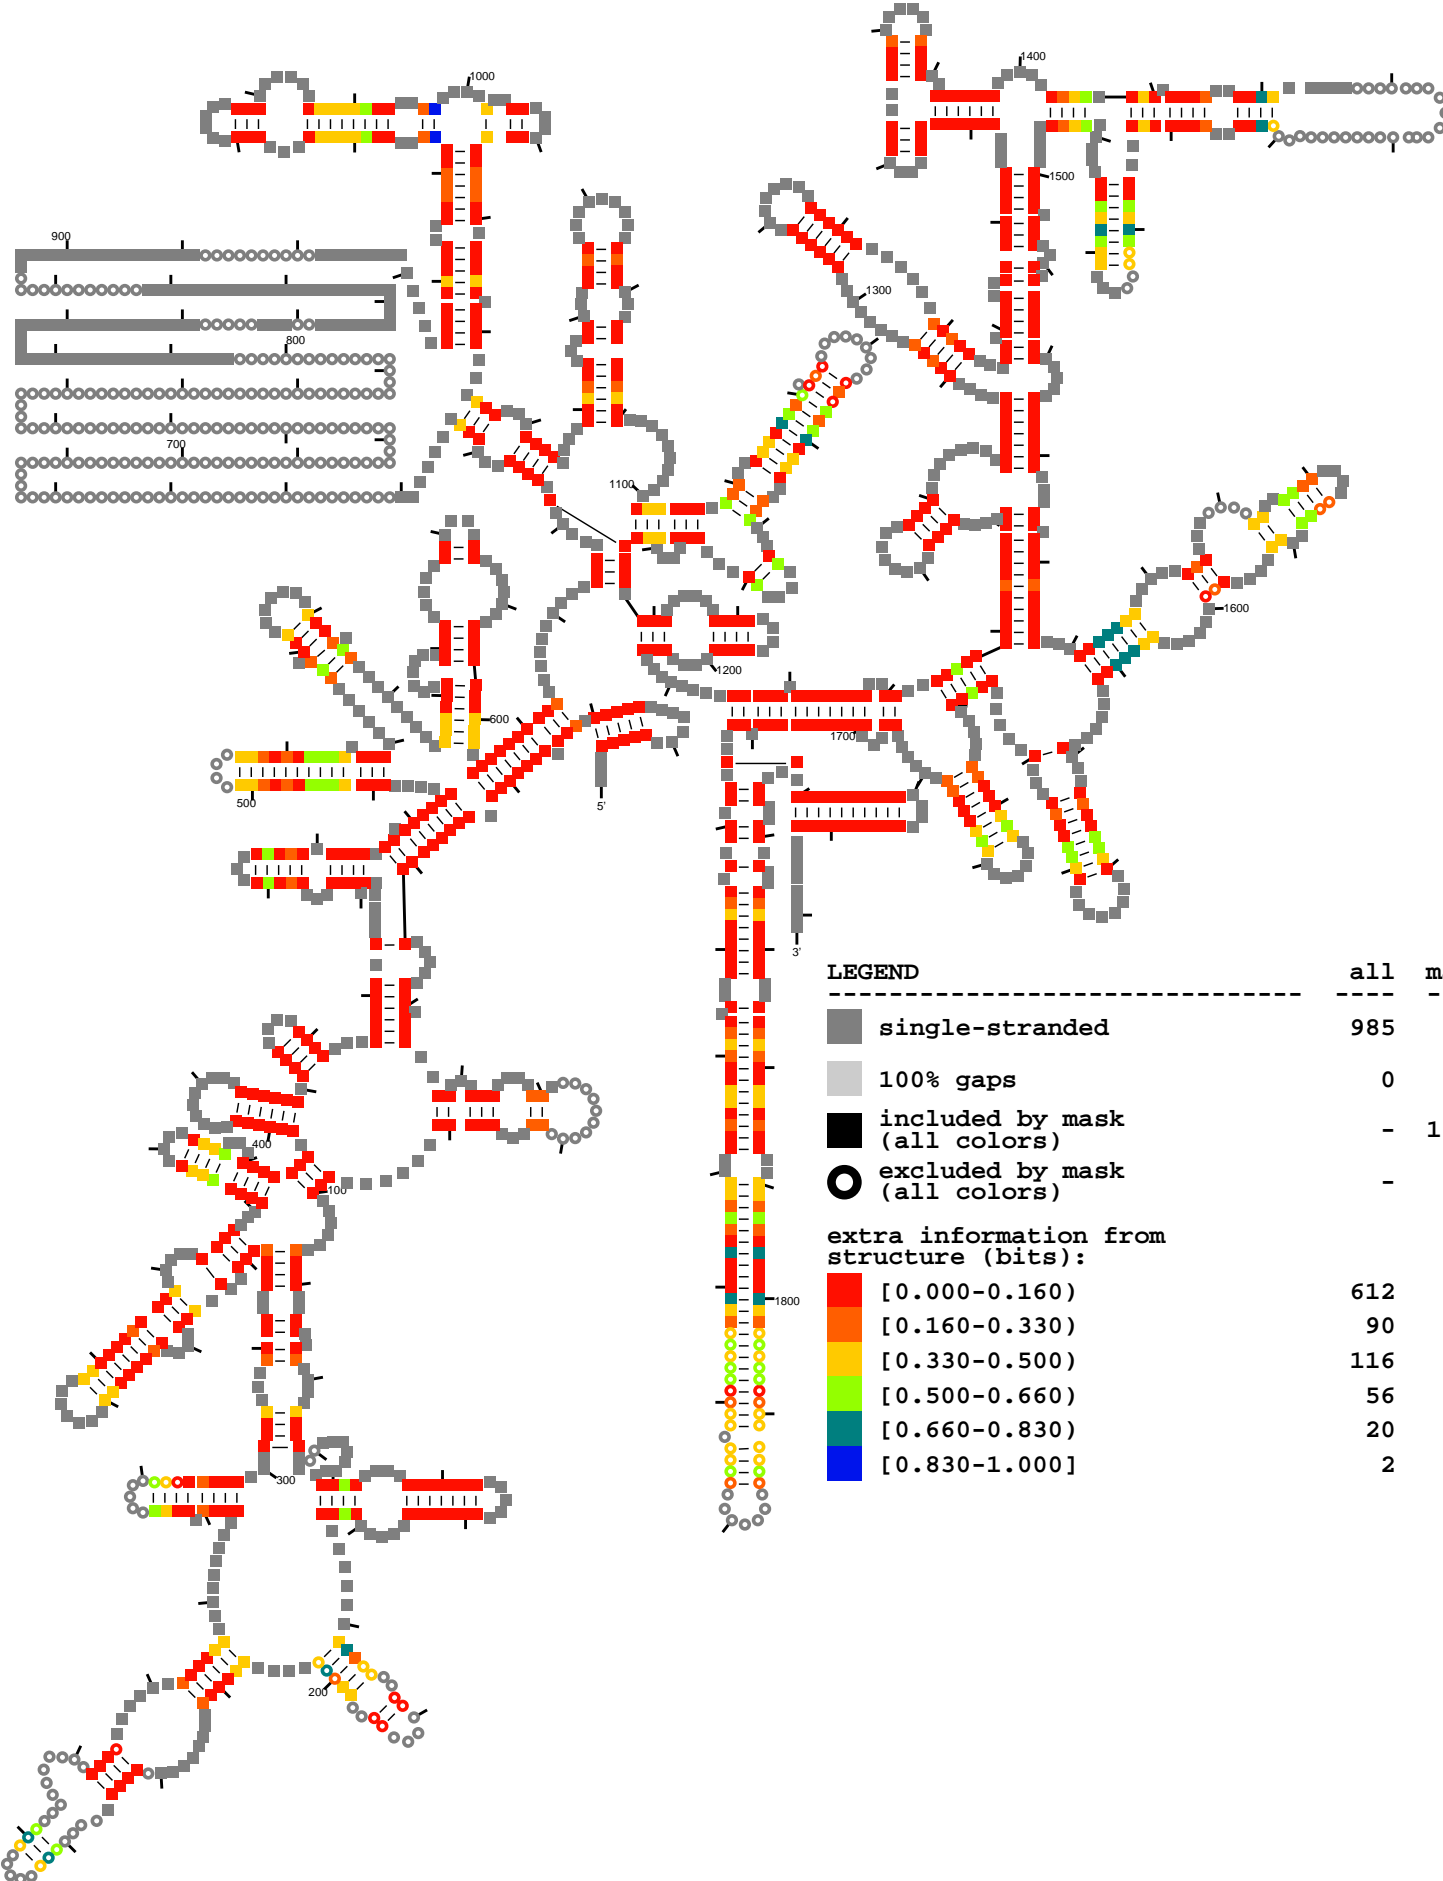 1000
1400
1500
900
800
700
1300
1100
1200
1600
600
1700
500
5'
3'
400
100
1800
300
200
LEGEND all m
-------------------------------- ---- -
single-stranded 985
100% gaps 0
included by mask
(all colors) - 1
excluded by mask
(all colors) -
extra information from
structure (bits):
[0.000-0.160) 612
[0.160-0.330) 90
[0.330-0.500) 116
[0.500-0.660) 56
[0.660-0.830) 20
[0.830-1.000] 2